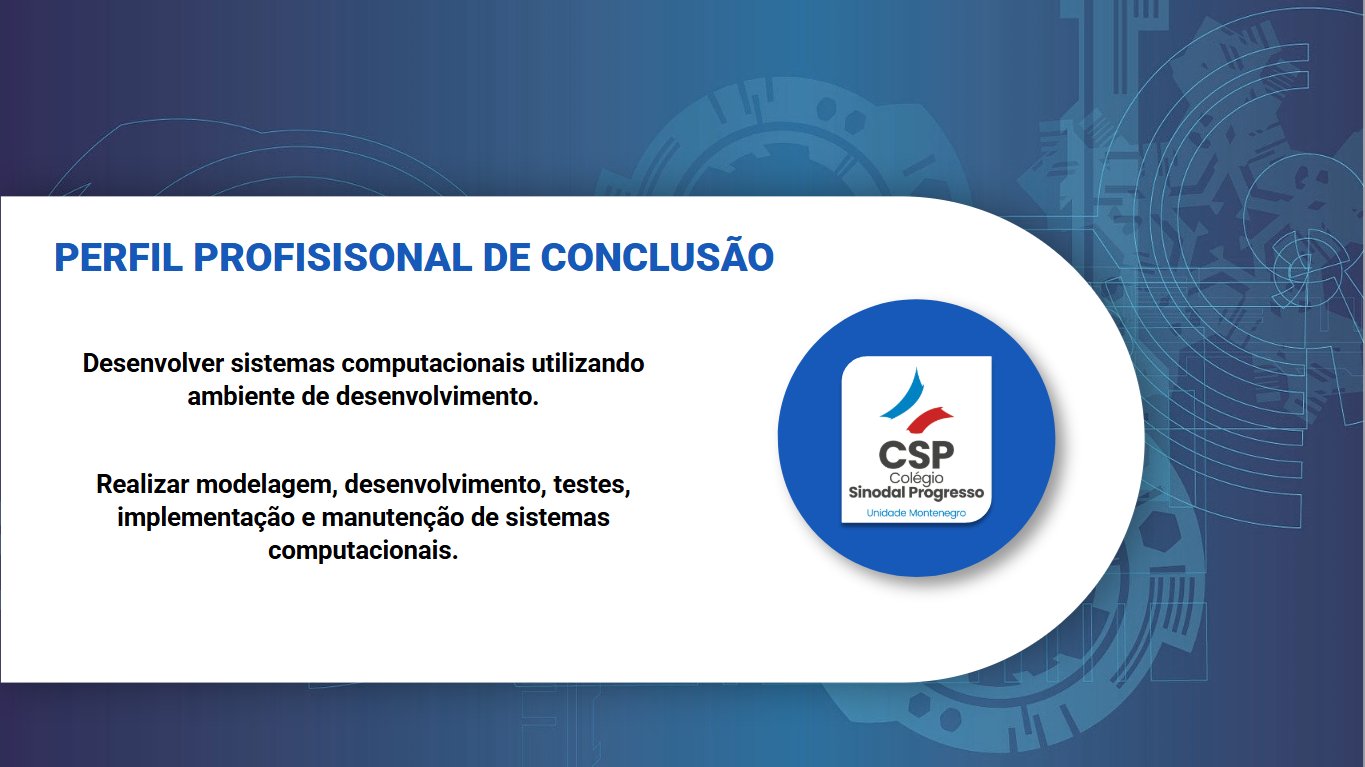 PERFIL PROFISISONAL DE CONCLUSÃO
Desenvolver sistemas computacionais utilizando
ambiente de desenvolvimento.
Realizar modelagem, desenvolvimento, testes,
implementação e manutenção de sistemas
computacionais.
CSP
Colégio
Sinodal Progresso
Unidade Montenegro